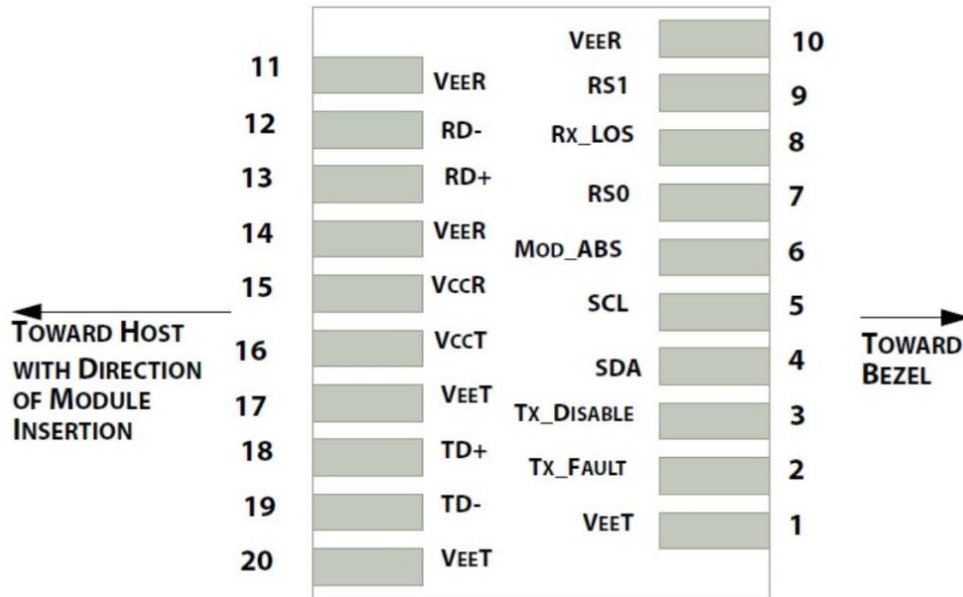 11 VEER
12 RD-
13 RD+
14 VEER
15 VCCR
16 VCCT
17 VEET
18 TD+
19 TD-
20 VEET
VEER 10
RS1 9
RX_LOS 8
RS0 7
MOD_ABS 6
SCL 5
SDA 4
TX_DISABLE 3
TX_FAULT 2
VEET 1
TOWARD HOST
WITH DIRECTION
OF MODULE
INSERTION
TOWARD
BEZEL